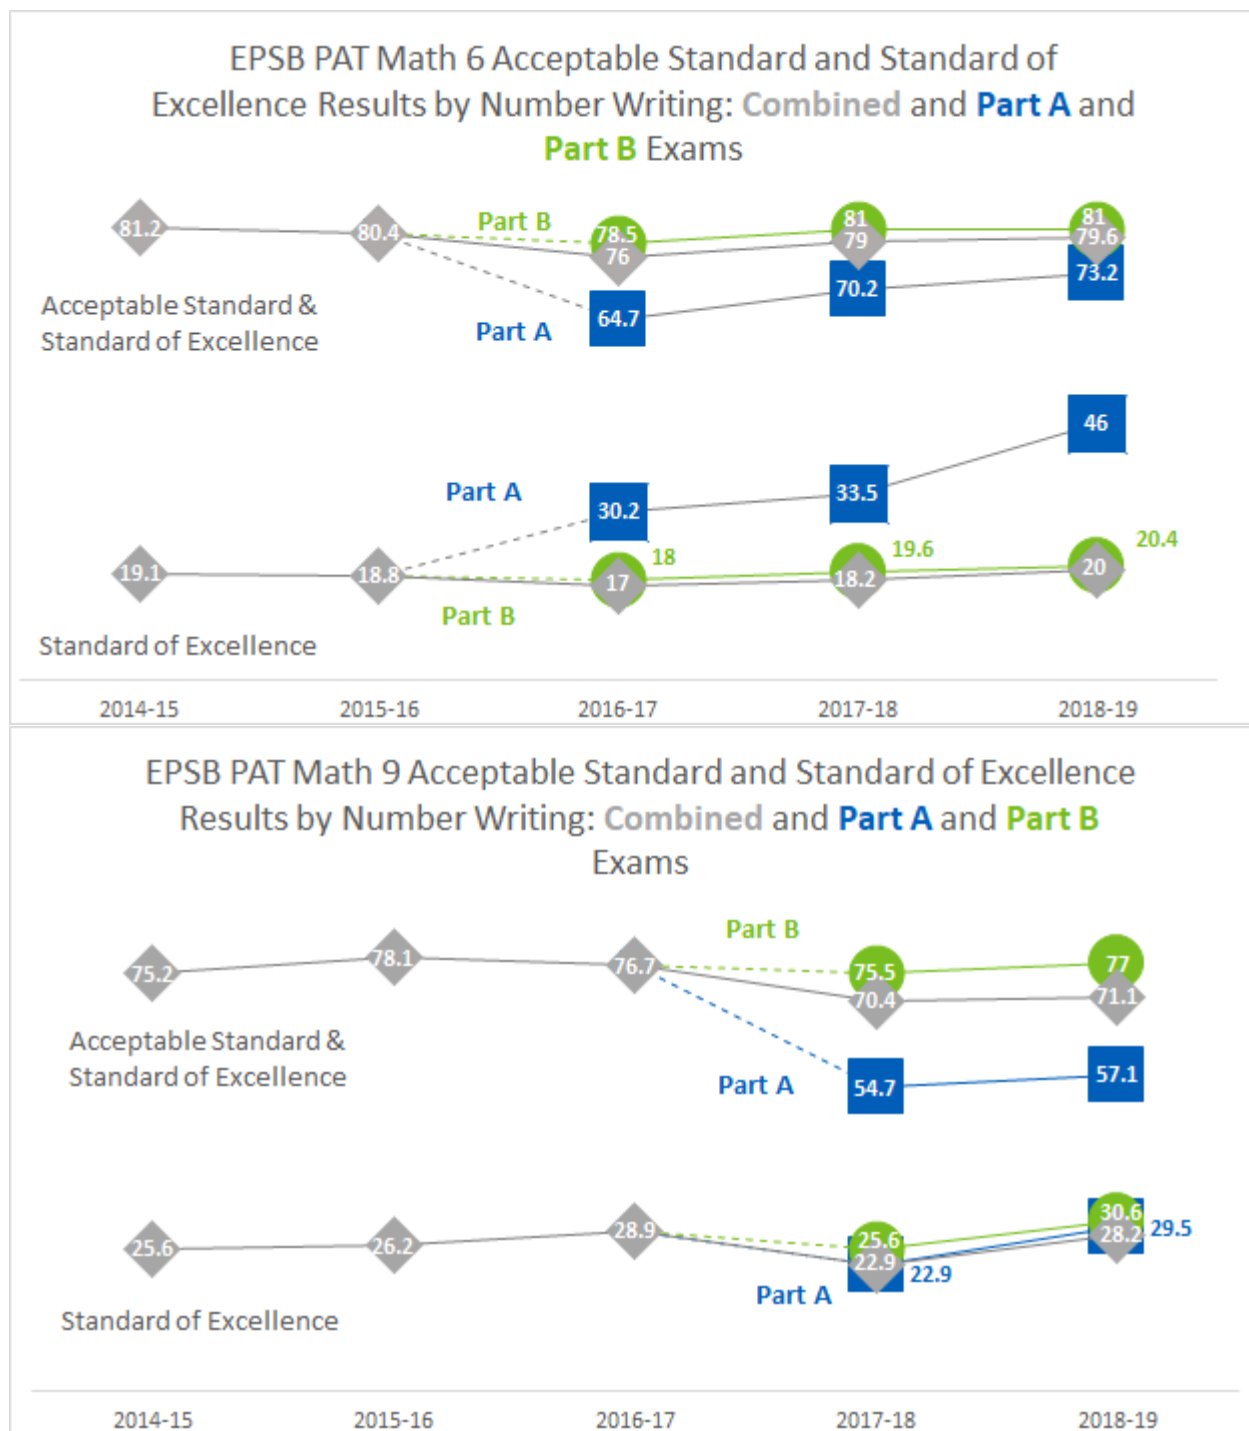 EPSB PAT Math 6 Acceptable Standard and Standard of
Excellence Results by Number Writing: Combined and Part A and
Part B Exams
Part B
81.2
80.4
78.5
76
81
79
81
79.6
Acceptable Standard &
Standard of Excellence
Part A
64.7
70.2
73.2
46
Part A
30.2
33.5
19.1
18.8
17
18
18.2
19.6
20
20.4
Part B
Standard of Excellence
2014-15 2015-16 2016-17 2017-18 2018-19
EPSB PAT Math 9 Acceptable Standard and Standard of Excellence
Results by Number Writing: Combined and Part A and Part B
Exams
Part B
75.2
78.1
76.7
75.5
70.4
77
71.1
Acceptable Standard &
Standard of Excellence
Part A
54.7
57.1
25.6
26.2
28.9
25.6
22.9
22.9
30.6
28.2
29.5
Part A
Standard of Excellence
2014-15 2015-16 2016-17 2017-18 2018-19